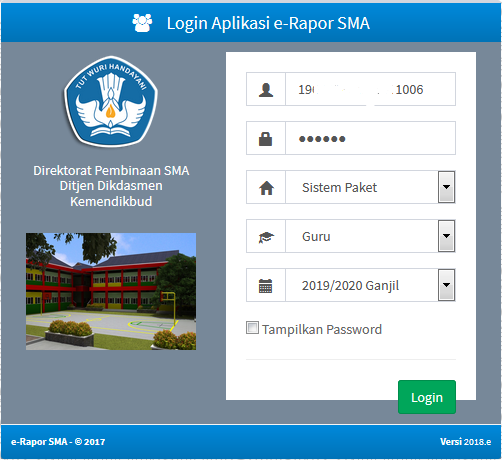 Login Aplikasi e-Rapor SMA
TUT WURI HANDAYANI
Direktorat Pembinaan SMA
Ditjen Dikdasmen
Kemendikbud
19 1006
●●●●●●
Sistem Paket
Guru
2019/2020 Ganjil
Tampilkan Password
Login
e-Rapor SMA - © 2017
Versi 2018.e